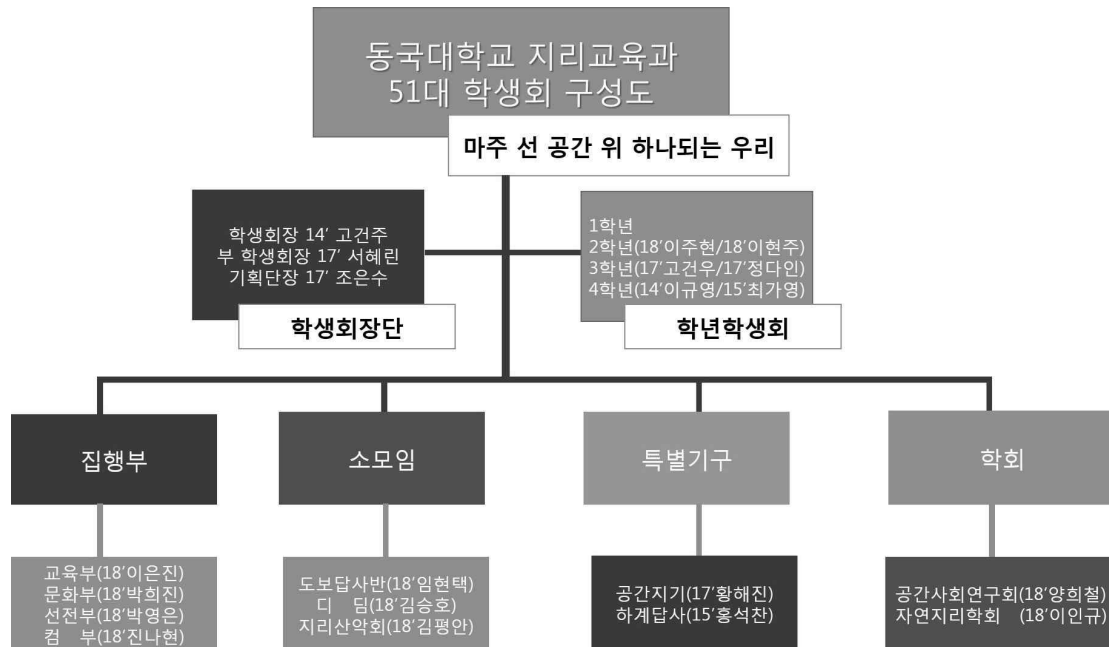 동국대학교 지리교육과
51대 학생회 구성도
마주 선 공간 위 하나되는 우리
학생회장 14' 고건주
부 학생회장 17' 서혜린
기획단장 17' 조은수
학생회장단
1학년
2학년(18'이주현/18'이현주)
3학년(17'고건우/17'정다인)
4학년(14'이규영/15'최가영)
학년학생회
집행부
교육부(18'이은진)
문화부(18'박희진)
선전부(18'박영은)
컴 부(18'진나현)
소모임
도보답사반(18'임현택)
디 딤(18'김승호)
지리산악회(18'김평안)
특별기구
공간지기(17'황해진)
하계답사(15'홍석찬)
학회
공간사회연구회(18'양희철)
자연지리학회 (18'이인규)